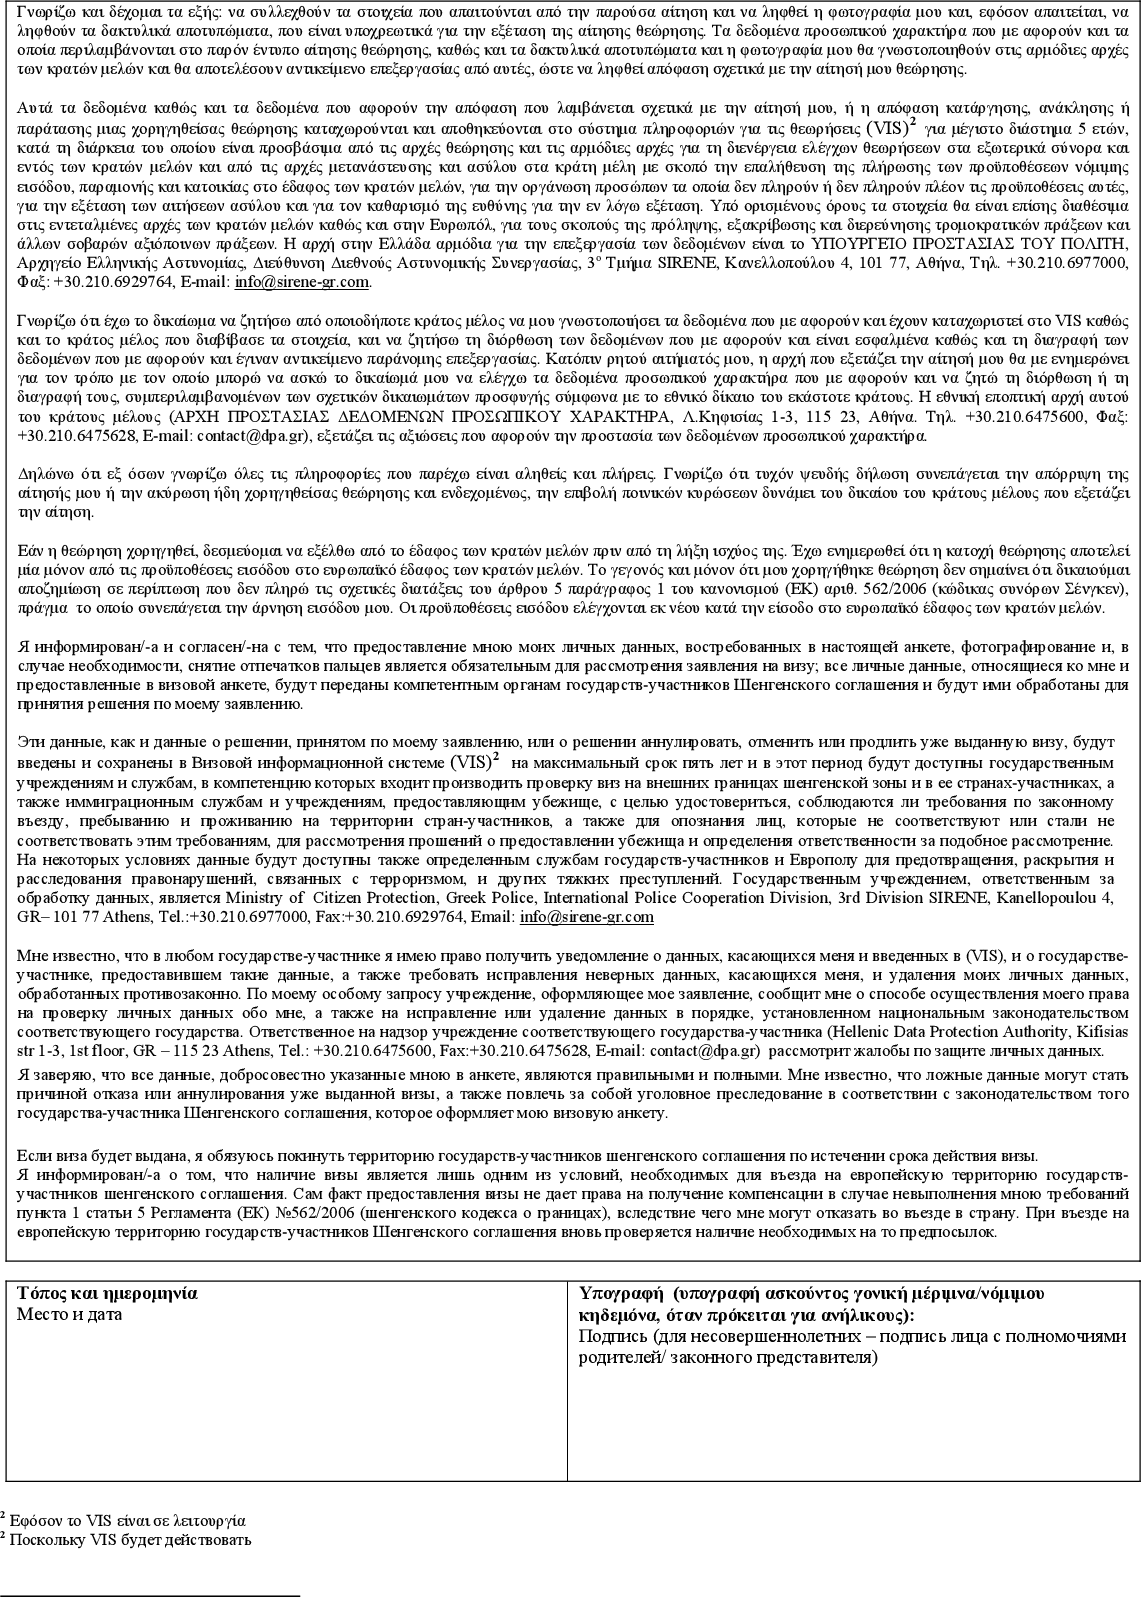 Γνωρίζω και δέχομαι τα εξής: να συλλεχθούν τα στοιχεία που απαιτούνται από την παρούσα αίτηση και να ληφθεί η φωτογραφία μου και, εφόσον απαιτείται, να
ληφθούν τα δακτυλικά αποτυπώματα, που είναι υποχρεωτικά για την εξέταση της αίτησης θεώρησης. Τα δεδομένα προσωπικού χαρακτήρα που με αφορούν και τα
οποία περιλαμβάνονται στο παρόν έντυπο αίτησης θεώρησης, καθώς και τα δακτυλικά αποτυπώματα και η φωτογραφία μου θα γνωστοποιηθούν στις αρμόδιες αρχές
των κρατών μελών και θα αποτελέσουν αντικείμενο επεξεργασίας από αυτές, ώστε να ληφθεί απόφαση σχετικά με την αίτησή μου θεώρησης.
Αυτά τα δεδομένα καθώς και τα δεδομένα που αφορούν την απόφαση που λαμβάνεται σχετικά με την αίτησή μου, ή η απόφαση κατάργησης, ανάκλησης ή
παράτασης μιας χορηγηθείσας θεώρησης καταχωρούνται και αποθηκεύονται στο σύστημα πληροφοριών για τις θεωρήσεις (VIS)² για μέγιστο διάστημα 5 ετών,
κατά τη διάρκεια του οποίου είναι προσβάσιμα από τις αρχές θεώρησης και τις αρμόδιες αρχές για τη διενέργεια ελέγχων θεωρήσεων στα εξωτερικά σύνορα και
εντός των κρατών μελών και από τις αρχές μετανάστευσης και ασύλου στα κράτη μέλη με σκοπό την επαλήθευση της πλήρωσης των προϋποθέσεων νόμιμης
εισόδου, παραμονής και κατοικίας στο έδαφος των κρατών μελών, για την οργάνωση προσώπων τα οποία δεν πληρούν ή δεν πληρούν πλέον τις προϋποθέσεις αυτές,
για την εξέταση των αιτήσεων ασύλου και για τον καθαρισμό της ευθύνης για την εν λόγω εξέταση. Υπό ορισμένους όρους τα στοιχεία θα είναι επίσης διαθέσιμα
στις εντεταλμένες αρχές των κρατών μελών καθώς και στην Ευρωπόλ, για τους σκοπούς της πρόληψης, εξακρίβωσης και διερεύνησης τρομοκρατικών πράξεων και
άλλων σοβαρών αξιόποινων πράξεων. Η αρχή στην Ελλάδα αρμόδια για την επεξεργασία των δεδομένων είναι το ΥΠΟΥΡΓΕΊΟ ΠΡΟΣΤΑΣΙΑΣ ΤΟΥ ΠΟΛΙΤΗ,
Αρχηγείο Ελληνικής Αστυνομίας, Διεύθυνση Διεθνούς Αστυνομικής Συνεργασίας, 3º Τμήμα SIRENE, Κανελλοπούλου 4, 101 77, Αθήνα, Τηλ. +30.210.6977000,
Φαξ: +30.210.6929764, E-mail: info@sirene-gr.com.
Γνωρίζω ότι έχω το δικαίωμα να ζητήσω από οποιοδήποτε κράτος μέλος να μου γνωστοποιήσει τα δεδομένα που με αφορούν και έχουν καταχωριστεί στο VIS καθώς
και το κράτος μέλος που διαβίβασε τα στοιχεία, και να ζητήσω τη διόρθωση των δεδομένων που με αφορούν και είναι εσφαλμένα καθώς και τη διαγραφή των
δεδομένων που με αφορούν και έγιναν αντικείμενο παράνομης επεξεργασίας. Κατόπιν ρητού αιτήματός μου, η αρχή που εξετάζει την αίτησή μου θα με ενημερώνει
για τον τρόπο με τον οποίο μπορώ να ασκώ το δικαίωμά μου να ελέγχω τα δεδομένα προσωπικού χαρακτήρα που με αφορούν και να ζητώ τη διόρθωση ή τη
διαγραφή τους, συμπεριλαμβανομένων των σχετικών δικαιωμάτων προσφυγής σύμφωνα με το εθνικό δίκαιο του εκάστοτε κράτους. Η εθνική εποπτική αρχή αυτού
του κράτους μέλους (ΑΡΧΗ ΠΡΟΣΤΑΣΙΑΣ ΔΕΔΟΜΕΝΩΝ ΠΡΟΣΩΠΙΚΟΥ ΧΑΡΑΚΤΗΡΑ, Λ.Κηφισίας 1-3, 115 23, Αθήνα. Τηλ. +30.210.6475600, Φαξ:
+30.210.6475628, E-mail: contact@dpa.gr), εξετάζει τις αξιώσεις που αφορούν την προστασία των δεδομένων προσωπικού χαρακτήρα.
Δηλώνω ότι εξ όσων γνωρίζω όλες τις πληροφορίες που παρέχω είναι αληθείς και πλήρεις. Γνωρίζω ότι τυχόν ψευδής δήλωση συνεπάγεται την απόρριψη της
αίτησής μου ή την ακύρωση ήδη χορηγηθείσας θεώρησης και ενδεχομένως, την επιβολή ποινικών κυρώσεων δυνάμει του δικαίου του κράτους μέλους που εξετάζει
την αίτηση.
Εάν η θεώρηση χορηγηθεί, δεσμεύομαι να εξέλθω από το έδαφος των κρατών μελών πριν από τη λήξη ισχύος της. Έχω ενημερωθεί ότι η κατοχή θεώρησης αποτελεί
μία μόνον από τις προϋποθέσεις εισόδου στο ευρωπαϊκό έδαφος των κρατών μελών. Το γεγονός και μόνον ότι μου χορηγήθηκε θεώρηση δεν σημαίνει ότι δικαιούμαι
αποζημίωση σε περίπτωση που δεν πληρώ τις σχετικές διατάξεις του άρθρου 5 παράγραφος 1 του κανονισμού (ΕΚ) αριθ. 562/2006 (κώδικας συνόρων Σένγκεν),
πράγμα το οποίο συνεπάγεται την άρνηση εισόδου μου. Οι προϋποθέσεις εισόδου ελέγχονται εκ νέου κατά την είσοδο στο ευρωπαϊκό έδαφος των κρατών μελών.
Я информирован/-а и согласен/-на с тем, что предоставление мною моих личных данных, востребованных в настоящей анкете, фотографирование и, в
случае необходимости, снятие отпечатков пальцев является обязательным для рассмотрения заявления на визу; все личные данные, относящиеся ко мне и
предоставленные в визовой анкете, будут переданы компетентным органам государств-участников Шенгенского соглашения и будут ими обработаны для
принятия решения по моему заявлению.
Эти данные, как и данные о решении, принятом по моему заявлению, или о решении аннулировать, отменить или продлить уже выданную визу, будут
введены и сохранены в Визовой информационной системе (VIS)² на максимальный срок пять лет и в этот период будут доступны государственным
учреждениям и службам, в компетенцию которых входит производить проверку виз на внешних границах шенгенской зоны и в ее странах-участниках, а
также иммиграционным службам и учреждениям, предоставляющим убежище, с целью удостовериться, соблюдаются ли требования по законному
въезду, пребыванию и проживанию на территории стран-участников, а также для опознания лиц, которые не соответствуют или стали не
соответствовать этим требованиям, для рассмотрения прошений о предоставлении убежища и определения ответственности за подобное рассмотрение.
На некоторых условиях данные будут доступны также определенным службам государств-участников и Европолу для предотвращения, раскрытия и
расследования правонарушений, связанных с терроризмом, и других тяжких преступлений. Государственным учреждением, ответственным за
обработку данных, является Ministry of Citizen Protection, Greek Police, International Police Cooperation Division, 3rd Division SIRENE, Kanellopoulou 4,
GR– 101 77 Athens, Tel.:+30.210.6977000, Fax:+30.210.6929764, Email: info@sirene-gr.com
Мне известно, что в любом государстве-участнике я имею право получить уведомление о данных, касающихся меня и введенных в (VIS), и о государстве-
участнике, предоставившем такие данные, а также требовать исправления неверных данных, касающихся меня, и удаления моих личных данных,
обработанных противозаконно. По моему особому запросу учреждение, оформляющее мое заявление, сообщит мне о способе осуществления моего права
на проверку личных данных обо мне, а также на исправление или удаление данных в порядке, установленном национальным законодательством
соответствующего государства. Ответственное на надзор учреждение соответствующего государства-участника (Hellenic Data Protection Authority, Kifisias
str 1-3, 1st floor, GR – 115 23 Athens, Tel.: +30.210.6475600, Fax:+30.210.6475628, E-mail: contact@dpa.gr) рассмотрит жалобы по защите личных данных.
Я заверяю, что все данные, добросовестно указанные мною в анкете, являются правильными и полными. Мне известно, что ложные данные могут стать
причиной отказа или аннулирования уже выданной визы, а также повлечь за собой уголовное преследование в соответствии с законодательством того
государства-участника Шенгенского соглашения, которое оформляет мою визовую анкету.
Если виза будет выдана, я обязуюсь покинуть территорию государств-участников шенгенского соглашения по истечении срока действия визы.
Я информирован/-а о том, что наличие визы является лишь одним из условий, необходимых для въезда на европейскую территорию государств-
участников шенгенского соглашения. Сам факт предоставления визы не дает права на получение компенсации в случае невыполнения мною требований
пункта 1 статьи 5 Регламента (ЕК) №562/2006 (шенгенского кодекса о границах), вследствие чего мне могут отказать во въезде в страну. При въезде на
европейскую территорию государств-участников Шенгенского соглашения вновь проверяется наличие необходимых на то предпосылок.
Τόπος και ημερομηνία
Место и дата
Υπογραφή (υπογραφή ασκούντος γονική μέριμνα/νόμιμου
κηδεμόνα, όταν πρόκειται για ανήλικους):
Подпись (для несовершеннолетних – подпись лица с полномочиями
родителей/ законного представителя)
² Εφόσον το VIS είναι σε λειτουργία
² Поскольку VIS будет действовать